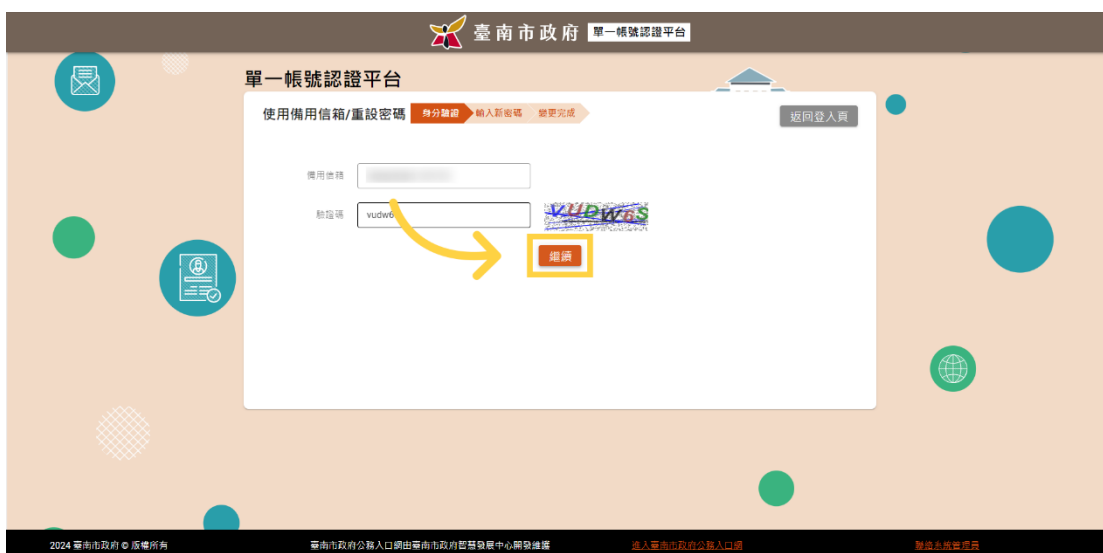 臺南市政府 單一帳號認證平台
單一帳號認證平台
使用備用信箱/重設密碼 身分驗證 輸入新密碼 變更完成 返回登入頁
備用信箱
驗證碼 vudw6 VUDW6S
繼續
2024 臺南市政府 © 版權所有 臺南市政府公務入口網由臺南市政府智慧發展中心開發維護 進入臺南市政府公務入口網 聯絡系統管理員